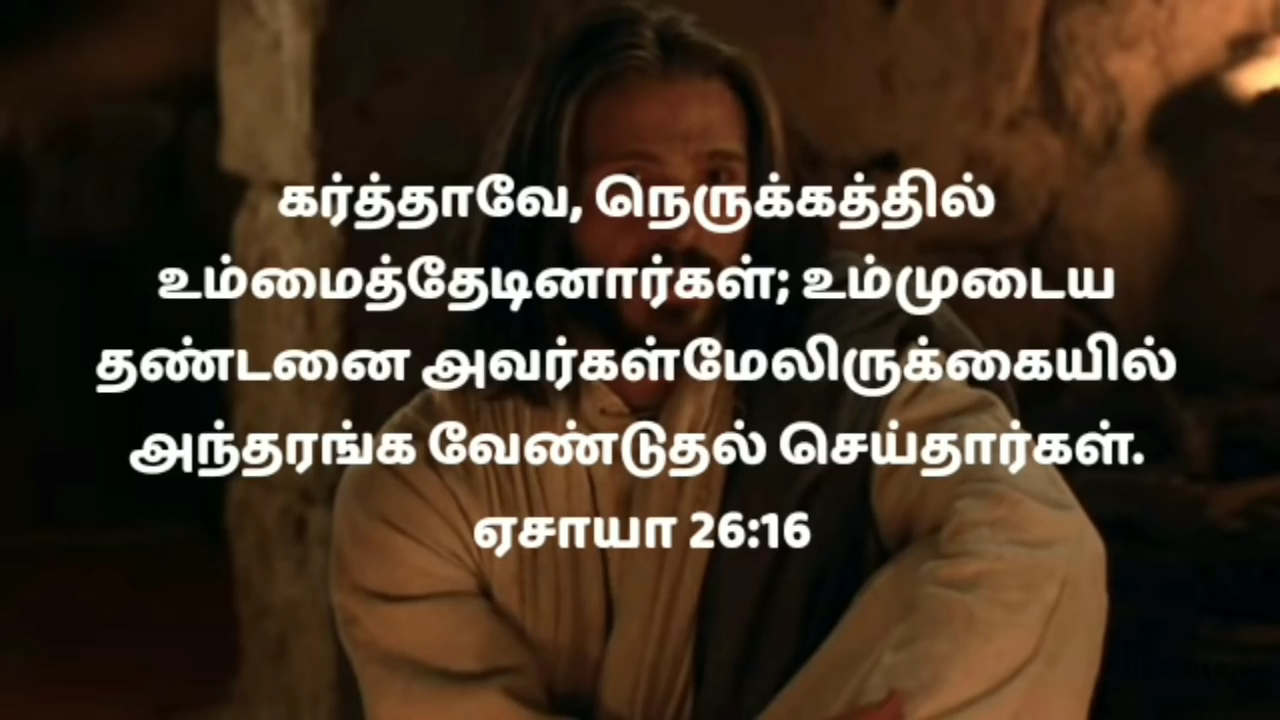 கர்த்தாவே, நெருக்கத்தில்
உம்மைத்தேடினார்கள்; உம்முடைய
தண்டனை அவர்கள்மேலிருக்கையில்
அந்தரங்க வேண்டுதல் செய்தார்கள்.
ஏசாயா 26:16